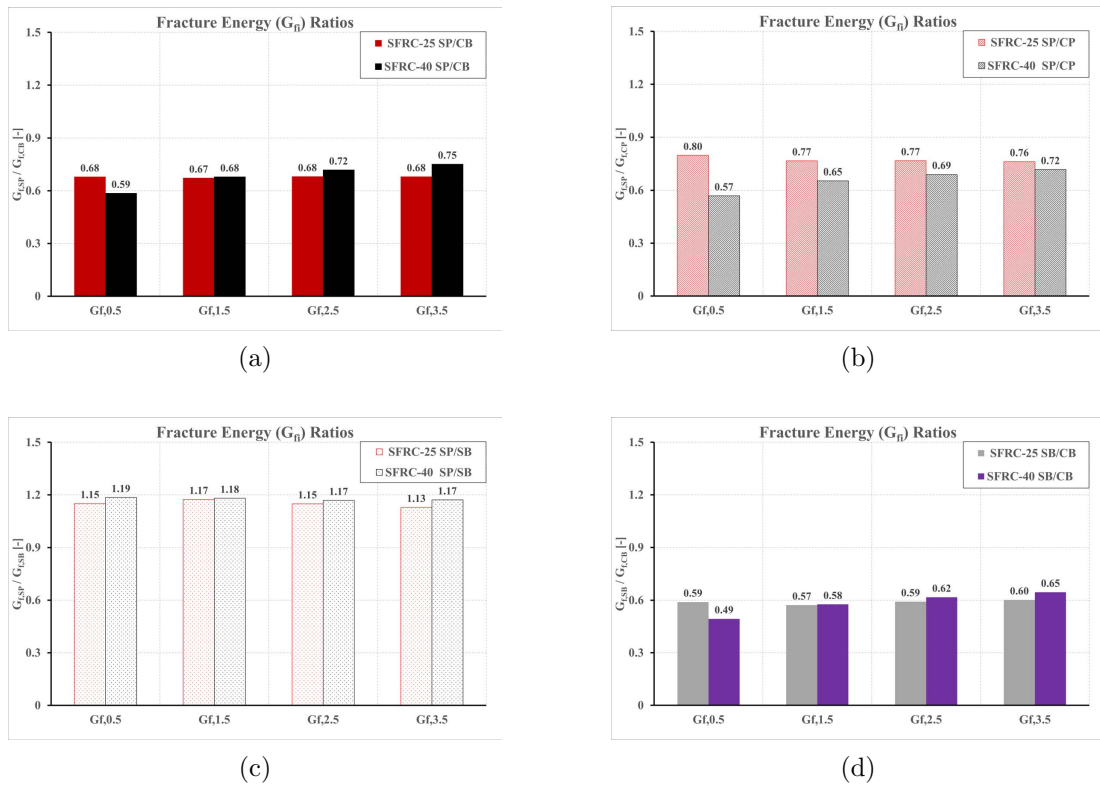 Fracture Energy (Gfi) Ratios
SFRC-25 SP/CB
SFRC-40 SP/CB
Gf,SP / Gf,CB [-]
1.5
1.2
0.9
0.6
0.3
0
0.68
0.59
0.67
0.68
0.68
0.72
0.68
0.75
Gf,0.5
Gf,1.5
Gf,2.5
Gf,3.5
(a)
Fracture Energy (Gfi) Ratios
SFRC-25 SP/CP
SFRC-40 SP/CP
Gf,SP / Gf,CP [-]
1.5
1.2
0.9
0.6
0.3
0
0.80
0.57
0.77
0.65
0.77
0.69
0.76
0.72
Gf,0.5
Gf,1.5
Gf,2.5
Gf,3.5
(b)
Fracture Energy (Gfi) Ratios
SFRC-25 SP/SB
SFRC-40 SP/SB
Gf,SP / Gf,SB [-]
1.5
1.2
0.9
0.6
0.3
0
1.15
1.19
1.17
1.18
1.15
1.17
1.13
1.17
Gf,0.5
Gf,1.5
Gf,2.5
Gf,3.5
(c)
Fracture Energy (Gfi) Ratios
SFRC-25 SB/CB
SFRC-40 SB/CB
Gf,SB / Gf,CB [-]
1.5
1.2
0.9
0.6
0.3
0
0.59
0.49
0.57
0.58
0.59
0.62
0.60
0.65
Gf,0.5
Gf,1.5
Gf,2.5
Gf,3.5
(d)